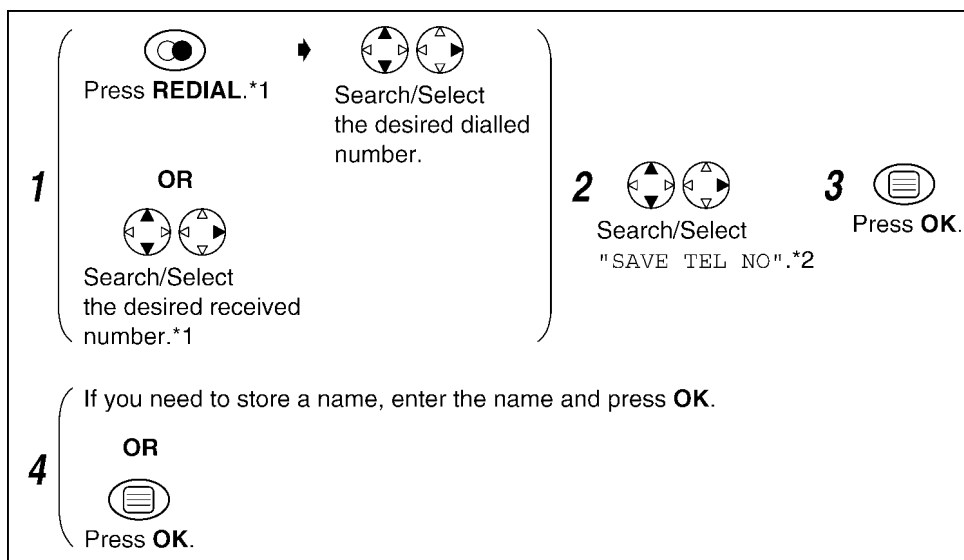 1
Press REDIAL.*1
Search/Select
the desired dialled
number.
OR
Search/Select
the desired received
number.*1
2
Search/Select
"SAVE TEL NO".*2
3
Press OK.
4
If you need to store a name, enter the name and press OK.
OR
Press OK.